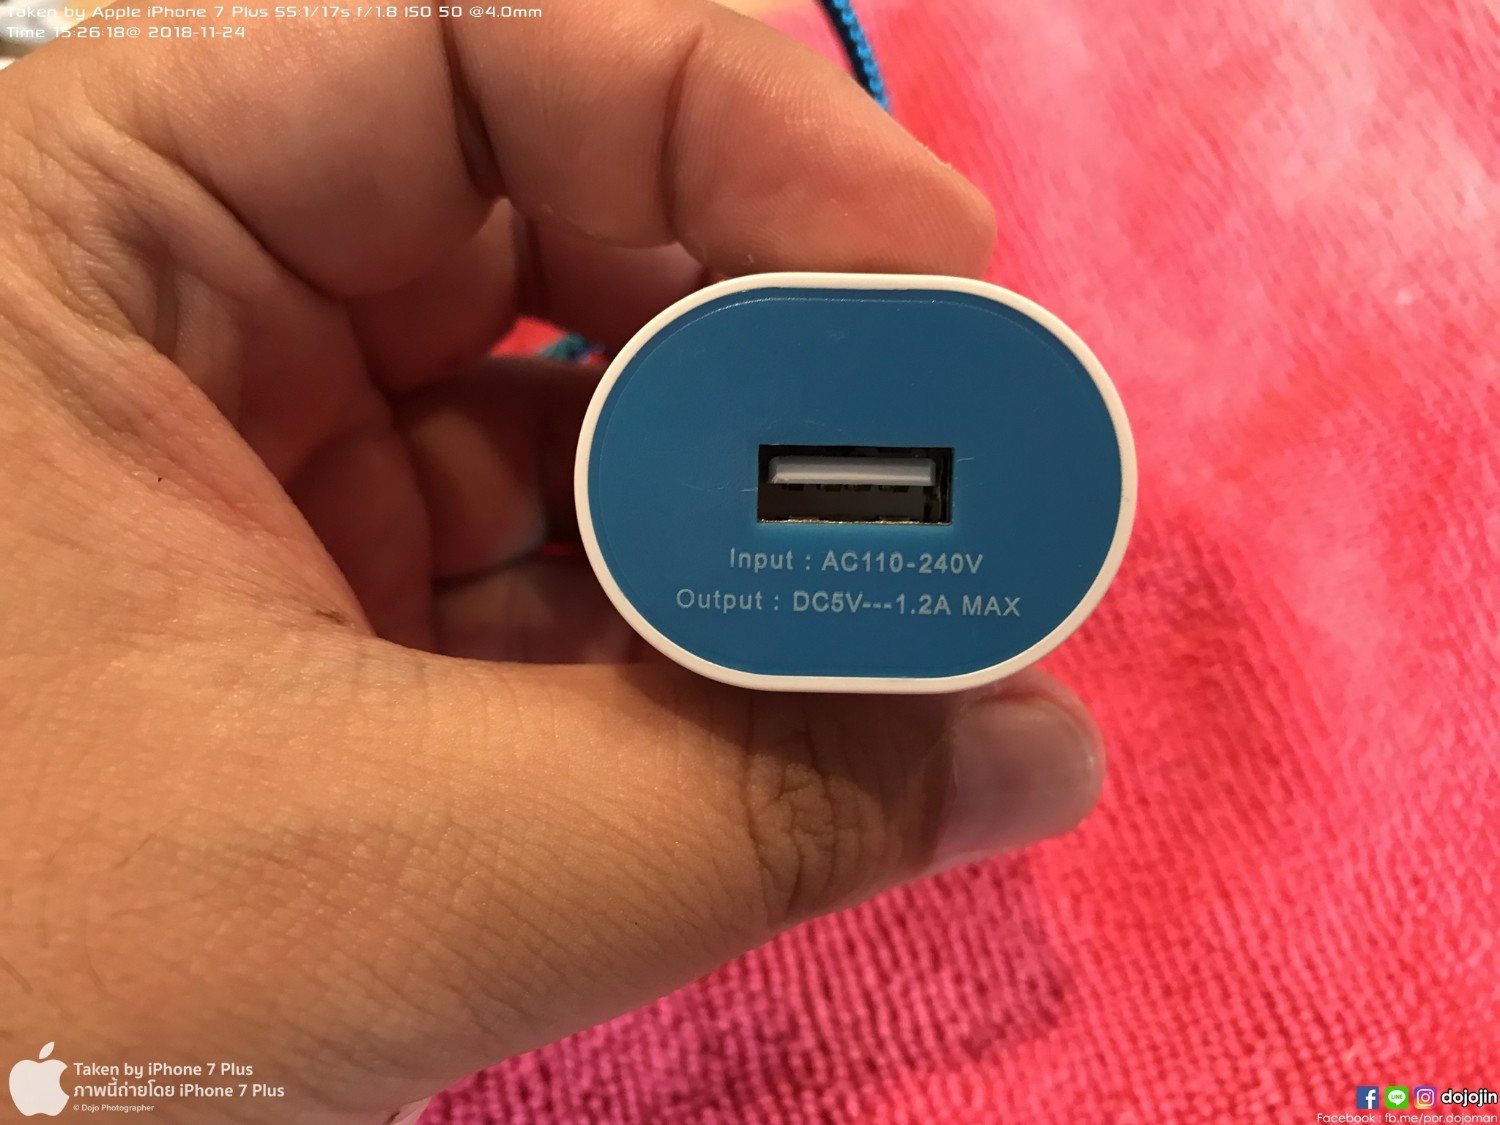 Taken by Apple iPhone 7 Plus SS:1/17s f/1.8 ISO 50 @4.0mm
Time 15:26:18@ 2018-11-24
Input : AC110-240V
Output : DC5V---1.2A MAX
Taken by iPhone 7 Plus
ภาพนี้ถ่ายโดย iPhone 7 Plus
© Dojo Photographer
dojojin
Facebook : fb.me/por.dojoman